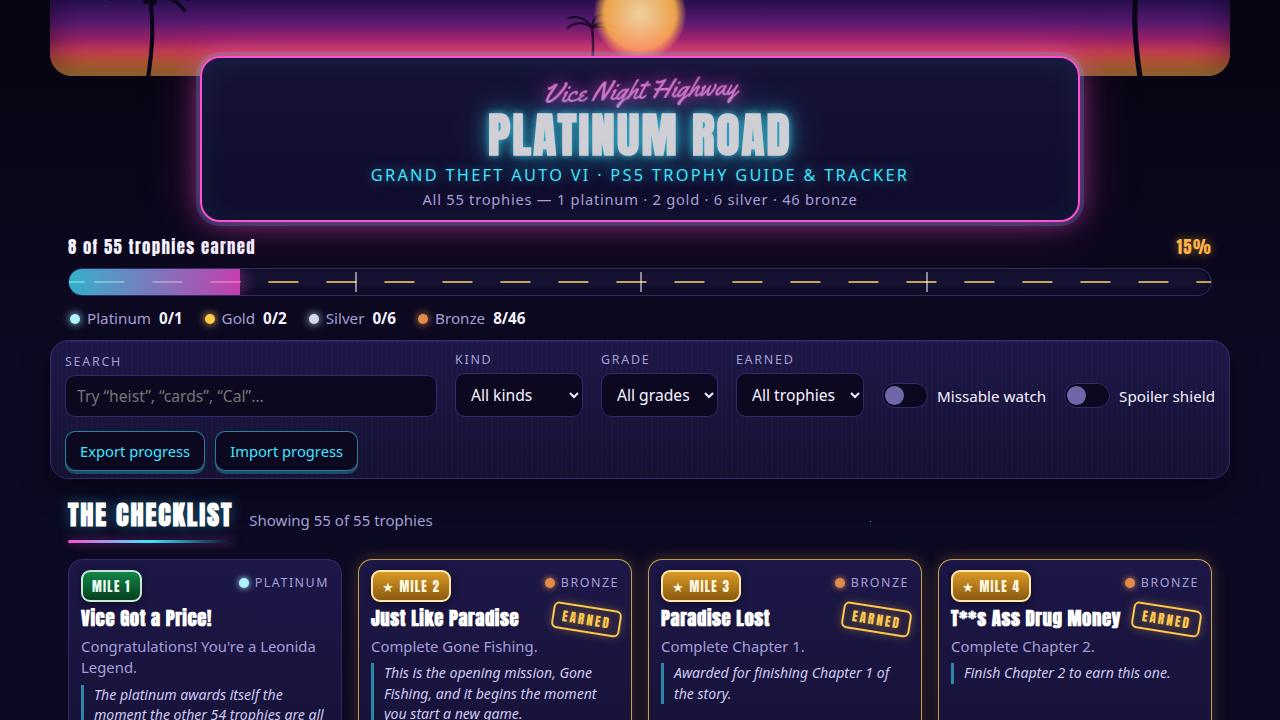 Vice Night Highway
PLATINUM ROAD
GRAND THEFT AUTO VI · PS5 TROPHY GUIDE & TRACKER
All 55 trophies — 1 platinum · 2 gold · 6 silver · 46 bronze
8 of 55 trophies earned
15%
Platinum 0/1 Gold 0/2 Silver 0/6 Bronze 8/46
SEARCH KIND GRADE EARNED
Try “heist”, “cards”, “Cal”… All kinds All grades All trophies Missable watch Spoiler shield
Export progress Import progress
THE CHECKLIST Showing 55 of 55 trophies
MILE 1 PLATINUM
Vice Got a Price!
Congratulations! You're a Leonida
Legend.
The platinum awards itself the
moment the other 54 trophies are all
★ MILE 2 BRONZE
Just Like Paradise EARNED
Complete Gone Fishing.
This is the opening mission, Gone
Fishing, and it begins the moment
you start a new game.
★ MILE 3 BRONZE
Paradise Lost EARNED
Complete Chapter 1.
Awarded for finishing Chapter 1 of
the story.
★ MILE 4 BRONZE
T**s Ass Drug Money EARNED
Complete Chapter 2.
Finish Chapter 2 to earn this one.